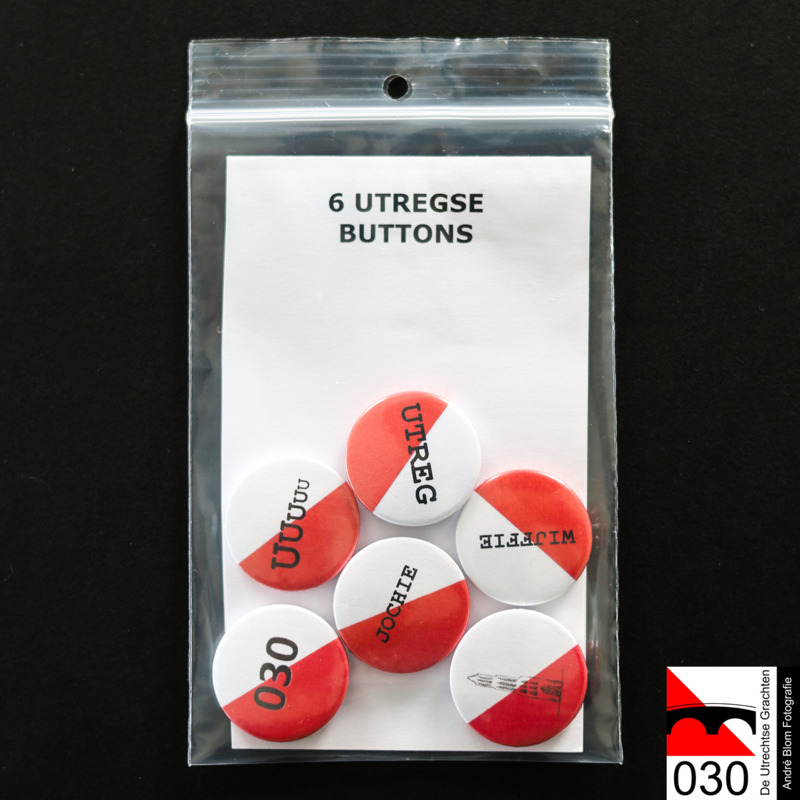 6 UTREGSE
BUTTONS
UTREG
UUUuuu
WIJFFIE
JOCHIE
030
030
De Utrechtse Grachten
André Blom Fotografie